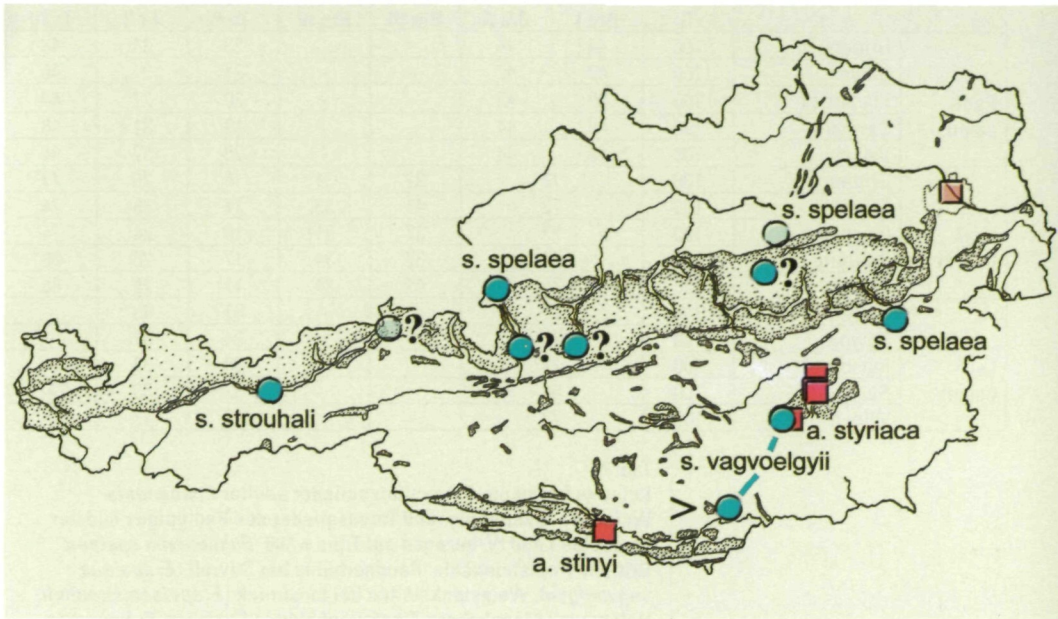 s. spelaea
s. spelaea
?
?
?
?
s. spelaea
s. strouhali
a. styriaca
s. vagvoelgyii
>
a. stinyi